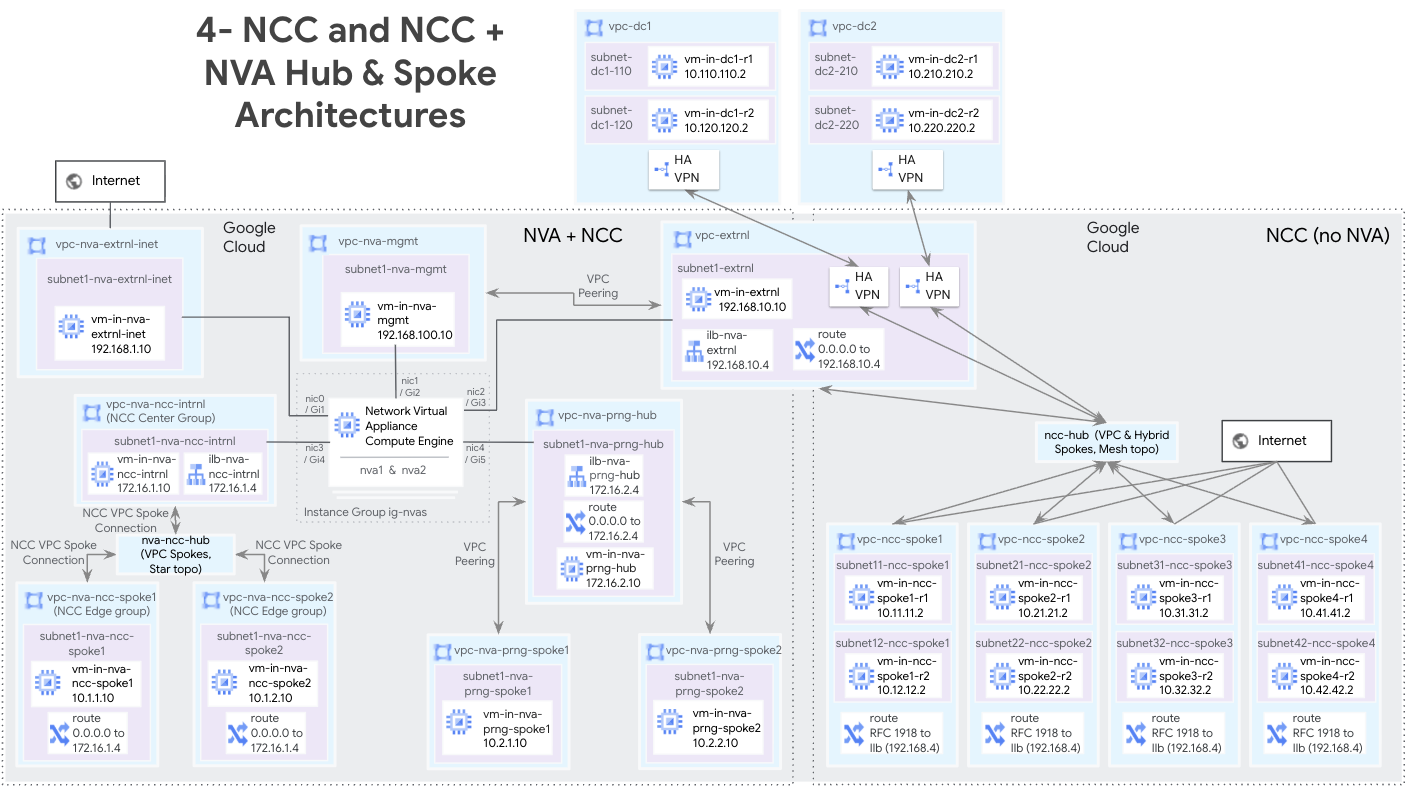 4- NCC and NCC +
NVA Hub & Spoke
Architectures
vpc-dc1
subnet-
dc1-110
vm-in-dc1-r1
10.110.110.2
subnet-
dc1-120
vm-in-dc1-r2
10.120.120.2
HA
VPN
vpc-dc2
subnet-
dc2-210
vm-in-dc2-r1
10.210.210.2
subnet-
dc2-220
vm-in-dc2-r2
10.220.220.2
HA
VPN
Internet
Google
Cloud
NVA + NCC
vpc-nva-extrnl-inet
subnet1-nva-extrnl-inet
vm-in-nva-
extrnl-inet
192.168.1.10
vpc-nva-mgmt
subnet1-nva-mgmt
vm-in-nva-
mgmt
192.168.100.10
VPC
Peering
vpc-extrnl
subnet1-extrnl
vm-in-extrnl
192.168.10.10
ilb-nva-
extrnl
192.168.10.4
route
0.0.0.0 to
192.168.10.4
HA
VPN
HA
VPN
nic0
/ Gi1
nic1
/ Gi2
nic2
/ Gi3
nic3
/ Gi4
nic4
/ Gi5
Network Virtual
Appliance
Compute Engine
nva1 & nva2
Instance Group ig-nvas
vpc-nva-ncc-intrnl
(NCC Center Group)
subnet1-nva-ncc-intrnl
vm-in-nva-
ncc-intrnl
172.16.1.10
ilb-nva-
ncc-intrnl
172.16.1.4
NCC VPC Spoke
Connection
nva-ncc-hub
(VPC Spokes,
Star topo)
NCC VPC Spoke
Connection
NCC VPC Spoke
Connection
vpc-nva-ncc-spoke1
(NCC Edge group)
subnet1-nva-ncc-
spoke1
vm-in-nva-
ncc-spoke1
10.1.1.10
route
0.0.0.0 to
172.16.1.4
vpc-nva-ncc-spoke2
(NCC Edge group)
subnet1-nva-ncc-
spoke2
vm-in-nva-
ncc-spoke2
10.1.2.10
route
0.0.0.0 to
172.16.1.4
vpc-nva-prng-hub
subnet1-nva-prng-hub
ilb-nva-
prng-hub
172.16.2.4
route
0.0.0.0 to
172.16.2.4
vm-in-nva-
prng-hub
172.16.2.10
VPC
Peering
VPC
Peering
vpc-nva-prng-spoke1
subnet1-nva-
prng-spoke1
vm-in-nva-
prng-spoke1
10.2.1.10
vpc-nva-prng-spoke2
subnet1-nva-
prng-spoke2
vm-in-nva-
prng-spoke2
10.2.2.10
Google
Cloud
NCC (no NVA)
ncc-hub (VPC & Hybrid
Spokes, Mesh topo)
Internet
vpc-ncc-spoke1
subnet11-ncc-spoke1
vm-in-ncc-
spoke1-r1
10.11.11.2
subnet12-ncc-spoke1
vm-in-ncc-
spoke1-r2
10.12.12.2
route
RFC 1918 to
llb (192.168.4)
vpc-ncc-spoke2
subnet21-ncc-spoke2
vm-in-ncc-
spoke2-r1
10.21.21.2
subnet22-ncc-spoke2
vm-in-ncc-
spoke2-r2
10.22.22.2
route
RFC 1918 to
llb (192.168.4)
vpc-ncc-spoke3
subnet31-ncc-spoke3
vm-in-ncc-
spoke3-r1
10.31.31.2
subnet32-ncc-spoke3
vm-in-ncc-
spoke3-r2
10.32.32.2
route
RFC 1918 to
llb (192.168.4)
vpc-ncc-spoke4
subnet41-ncc-spoke4
vm-in-ncc-
spoke4-r1
10.41.41.2
subnet42-ncc-spoke4
vm-in-ncc-
spoke4-r2
10.42.42.2
route
RFC 1918 to
llb (192.168.4)